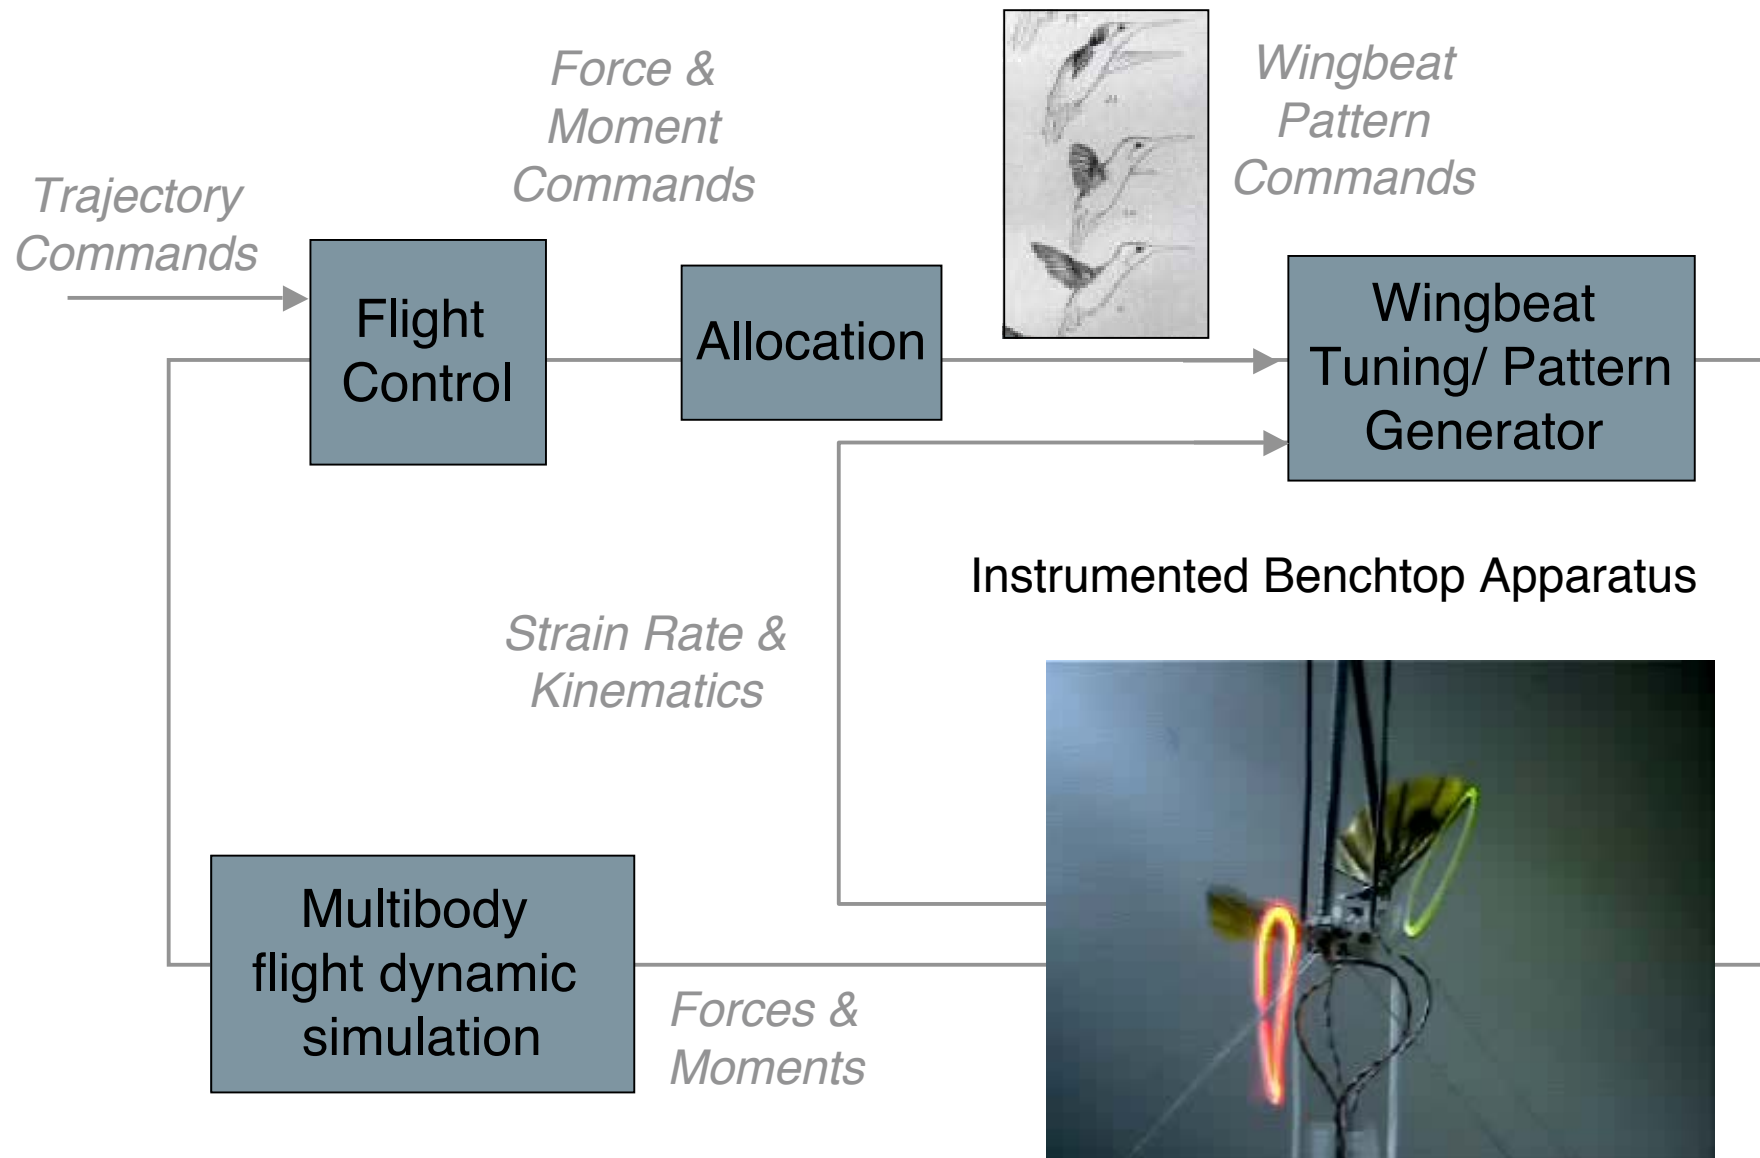 Force &
Moment
Commands
Wingbeat
Pattern
Commands
Trajectory
Commands
Flight
Control
Allocation
Wingbeat
Tuning/ Pattern
Generator
Instrumented Benchtop Apparatus
Strain Rate &
Kinematics
Multibody
flight dynamic
simulation
Forces &
Moments